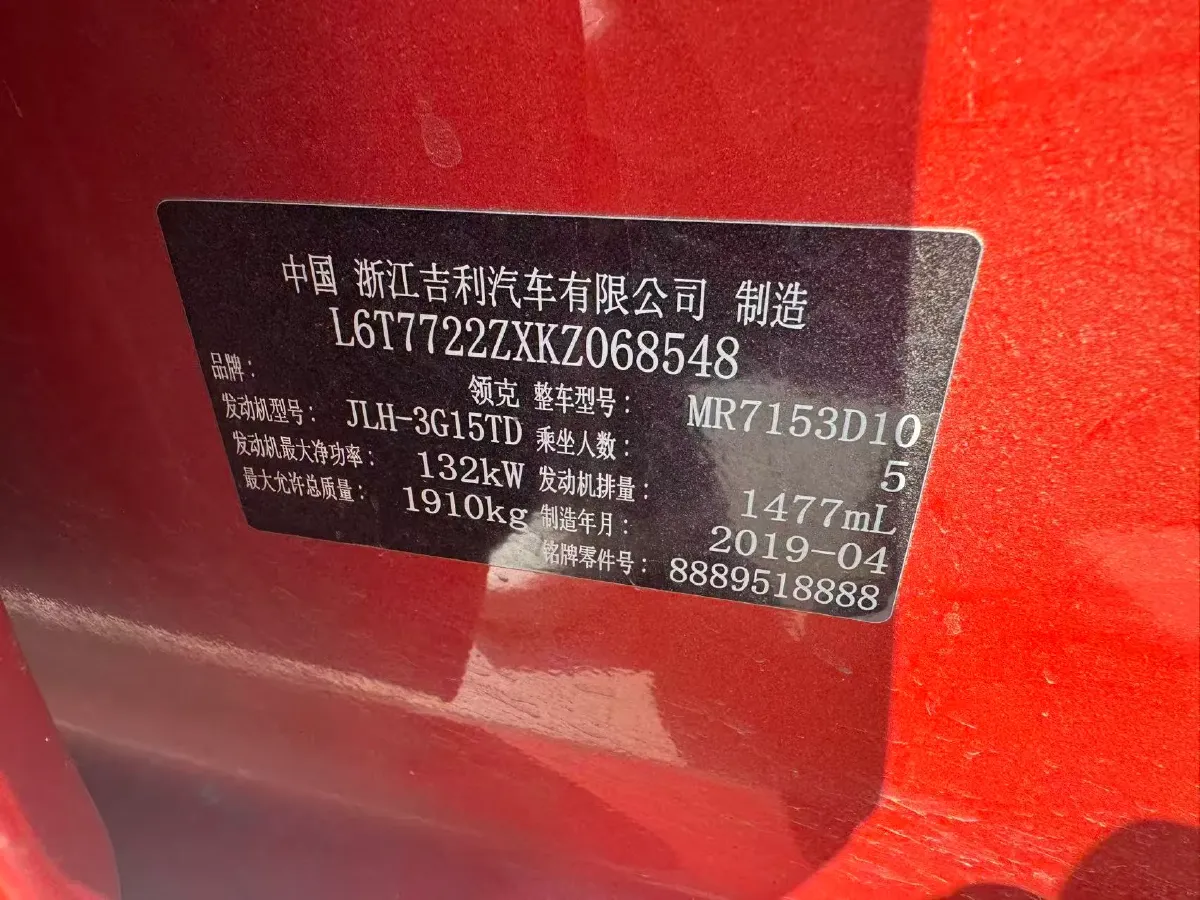 中国 浙江吉利汽车有限公司 制造
L6T7722ZXKZ068548
品牌: 领克 整车型号: MR7153D10
发动机型号: JLH-3G15TD 乘坐人数: 5
发动机最大净功率: 132kW 发动机排量: 1477mL
最大允许总质量: 1910kg 制造年月: 2019-04
铭牌零件号: 8889518888